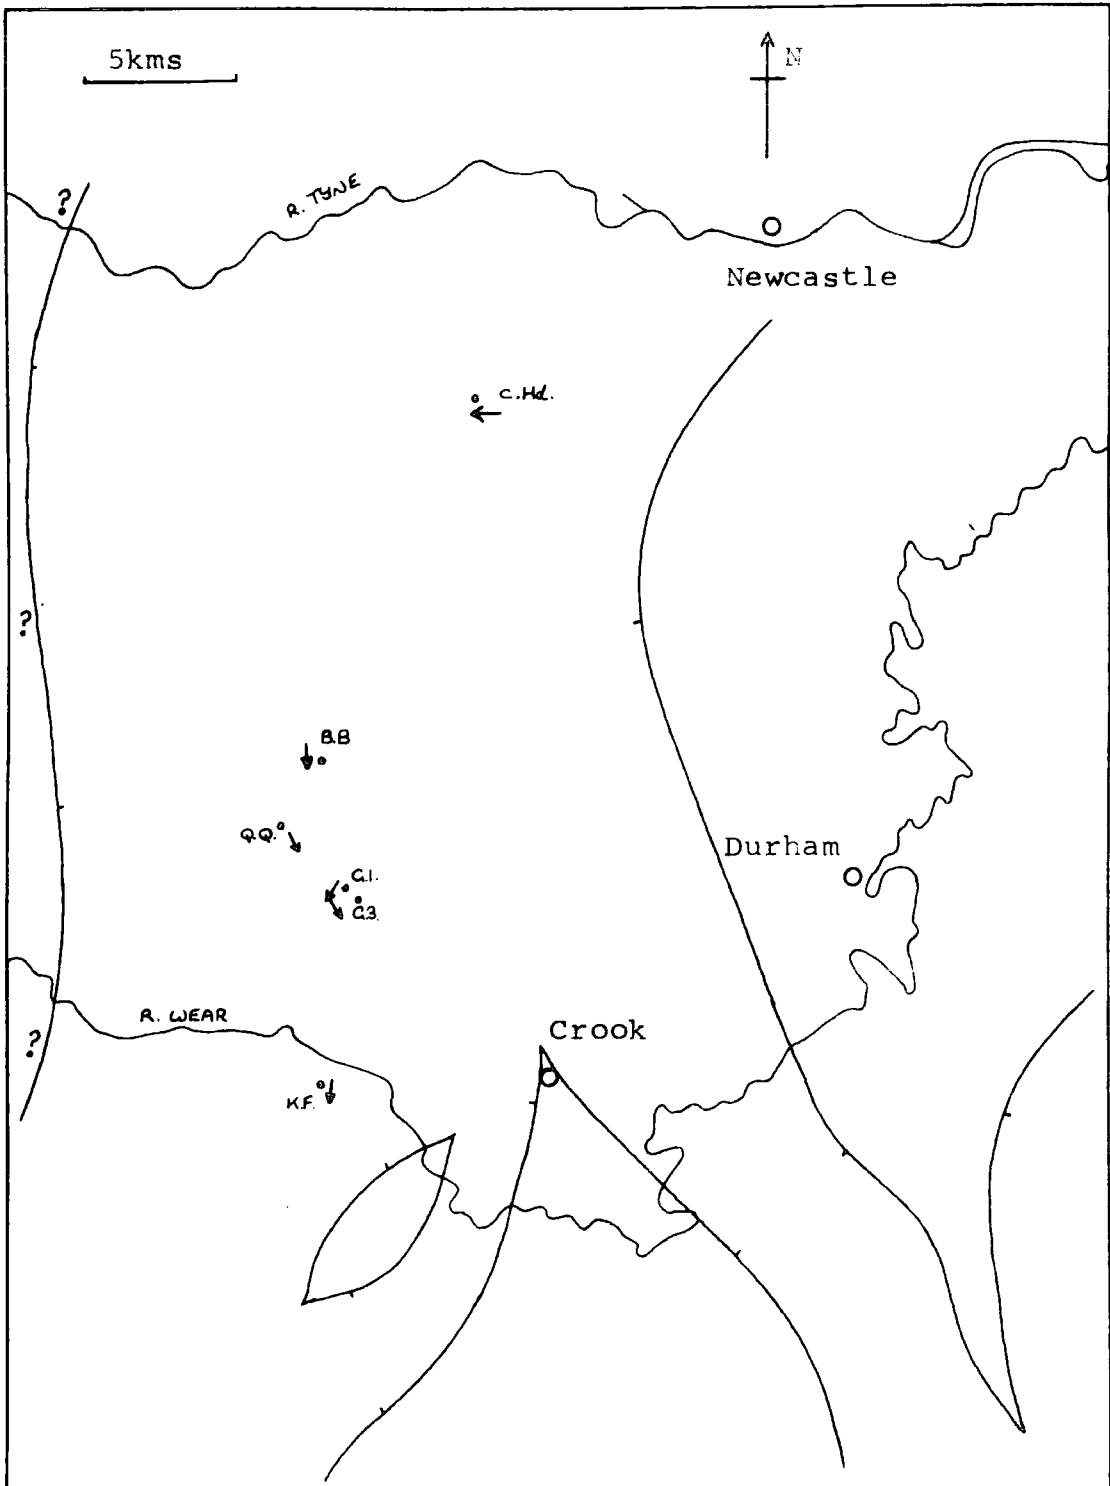 5kms
N
R. TYNE
?
Newcastle
C.Hd.
?
B.B
Q.Q.
G.1.
G.3.
Durham
R. WEAR
Crook
?
K.F.